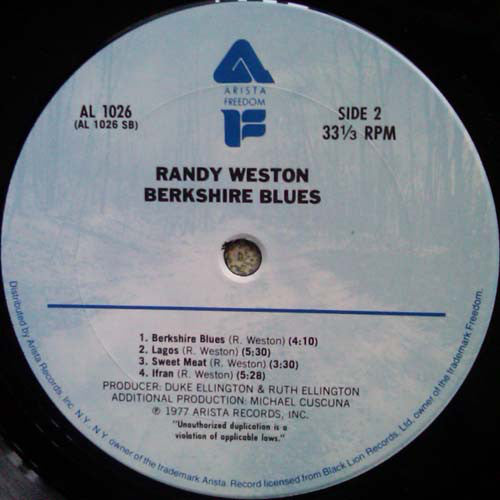 ARISTA
FREEDOM
AL 1026
(AL 1026 SB)
SIDE 2
33⅓ RPM
RANDY WESTON
BERKSHIRE BLUES
1. Berkshire Blues (R. Weston) (4:10)
2. Lagos (R. Weston) (5:30)
3. Sweet Meat (R. Weston) (3:30)
4. Ifran (R. Weston) (5:28)
PRODUCER: DUKE ELLINGTON & RUTH ELLINGTON
ADDITIONAL PRODUCTION: MICHAEL CUSCUNA
℗ 1977 ARISTA RECORDS, INC.
"Unauthorized duplication is a
violation of applicable laws."
Distributed by Arista Records, Inc. N.Y. N.Y. owner of the trademark Arista. Record licensed from Black Lion Records, Ltd. owner of the trademark Freedom.